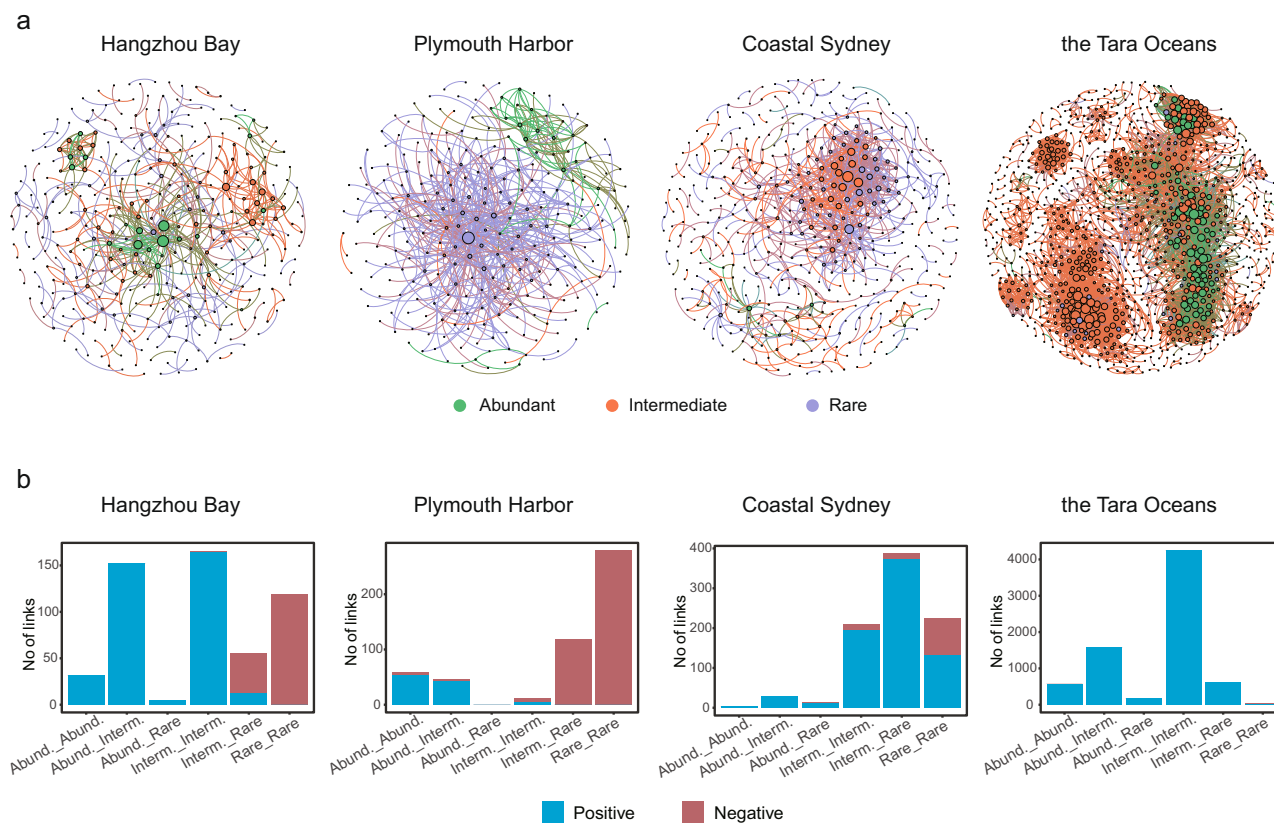 a
Hangzhou Bay
Plymouth Harbor
Coastal Sydney
the Tara Oceans
Abundant
Intermediate
Rare
b
Hangzhou Bay
Plymouth Harbor
Coastal Sydney
the Tara Oceans
No of links
150
100
50
0
Abund._Abund.
Abund._Interm.
Abund._Rare
Interm._Interm.
Interm._Rare
Rare_Rare
No of links
200
100
0
Abund._Abund.
Abund._Interm.
Abund._Rare
Interm._Interm.
Interm._Rare
Rare_Rare
No of links
400
300
200
100
0
Abund._Abund.
Abund._Interm.
Abund._Rare
Interm._Interm.
Interm._Rare
Rare_Rare
No of links
4000
3000
2000
1000
0
Abund._Abund.
Abund._Interm.
Abund._Rare
Interm._Interm.
Interm._Rare
Rare_Rare
Positive
Negative